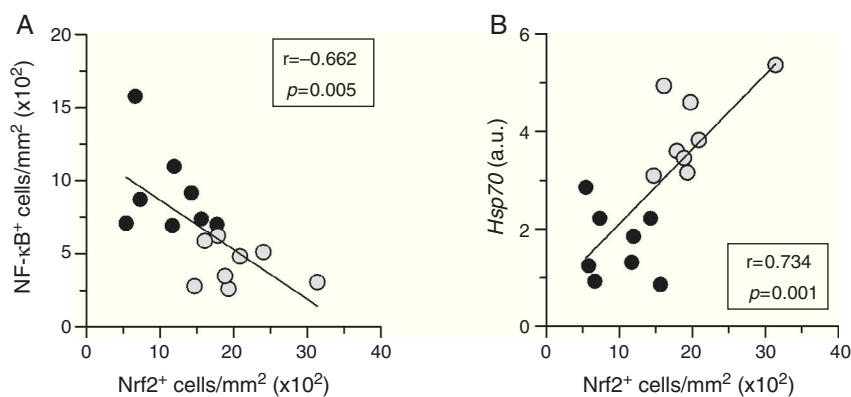 A
NF-κB⁺ cells/mm² (x10²)
20
15
10
5
0
r=–0.662
p=0.005
0 10 20 30 40
Nrf2⁺ cells/mm² (x10²)
B
Hsp70 (a.u.)
6
4
2
0
r=0.734
p=0.001
0 10 20 30 40
Nrf2⁺ cells/mm² (x10²)